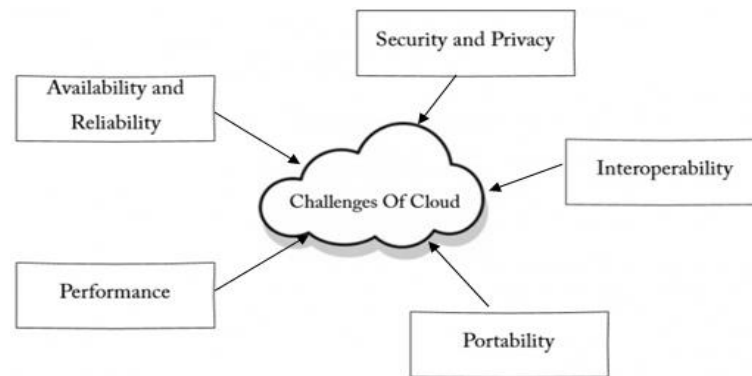 Security and Privacy
Availability and
Reliability
Interoperability
Challenges Of Cloud
Performance
Portability